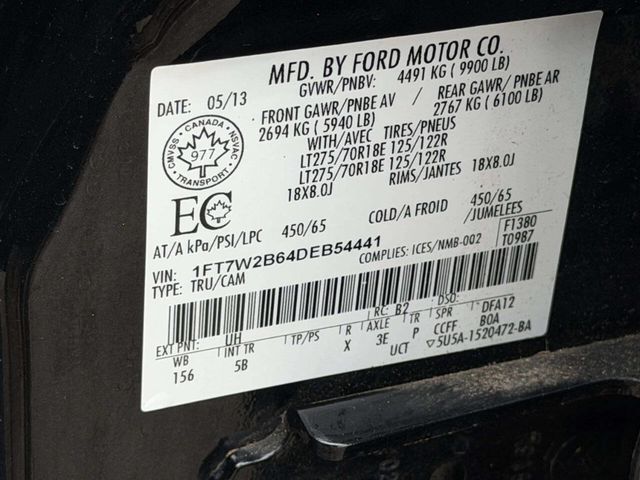 MFD. BY FORD MOTOR CO.
DATE: 05/13
GVWR/PNBV: 4491 KG ( 9900 LB)
FRONT GAWR/PNBE AV / REAR GAWR/PNBE AR
2694 KG ( 5940 LB) 2767 KG ( 6100 LB)
WITH/AVEC TIRES/PNEUS
LT275/70R18E 125/122R
LT275/70R18E 125/122R
18X8.0J RIMS/JANTES 18X8.0J
CMVSS · CANADA · NSVAC
977
TRANSPORT
EC
AT/A kPa/PSI/LPC 450/65 COLD/A FROID 450/65
/JUMELEES
VIN: 1FT7W2B64DEB54441 COMPLIES: ICES/NMB-002 F1380
TYPE: TRU/CAM T0987
EXT PNT: UH RC: B2 DSO:
WB INT TR TP/PS R AXLE TR SPR DFA12
156 5B X 3E P CCFF BOA
UCT ▽5U5A-1520472-BA